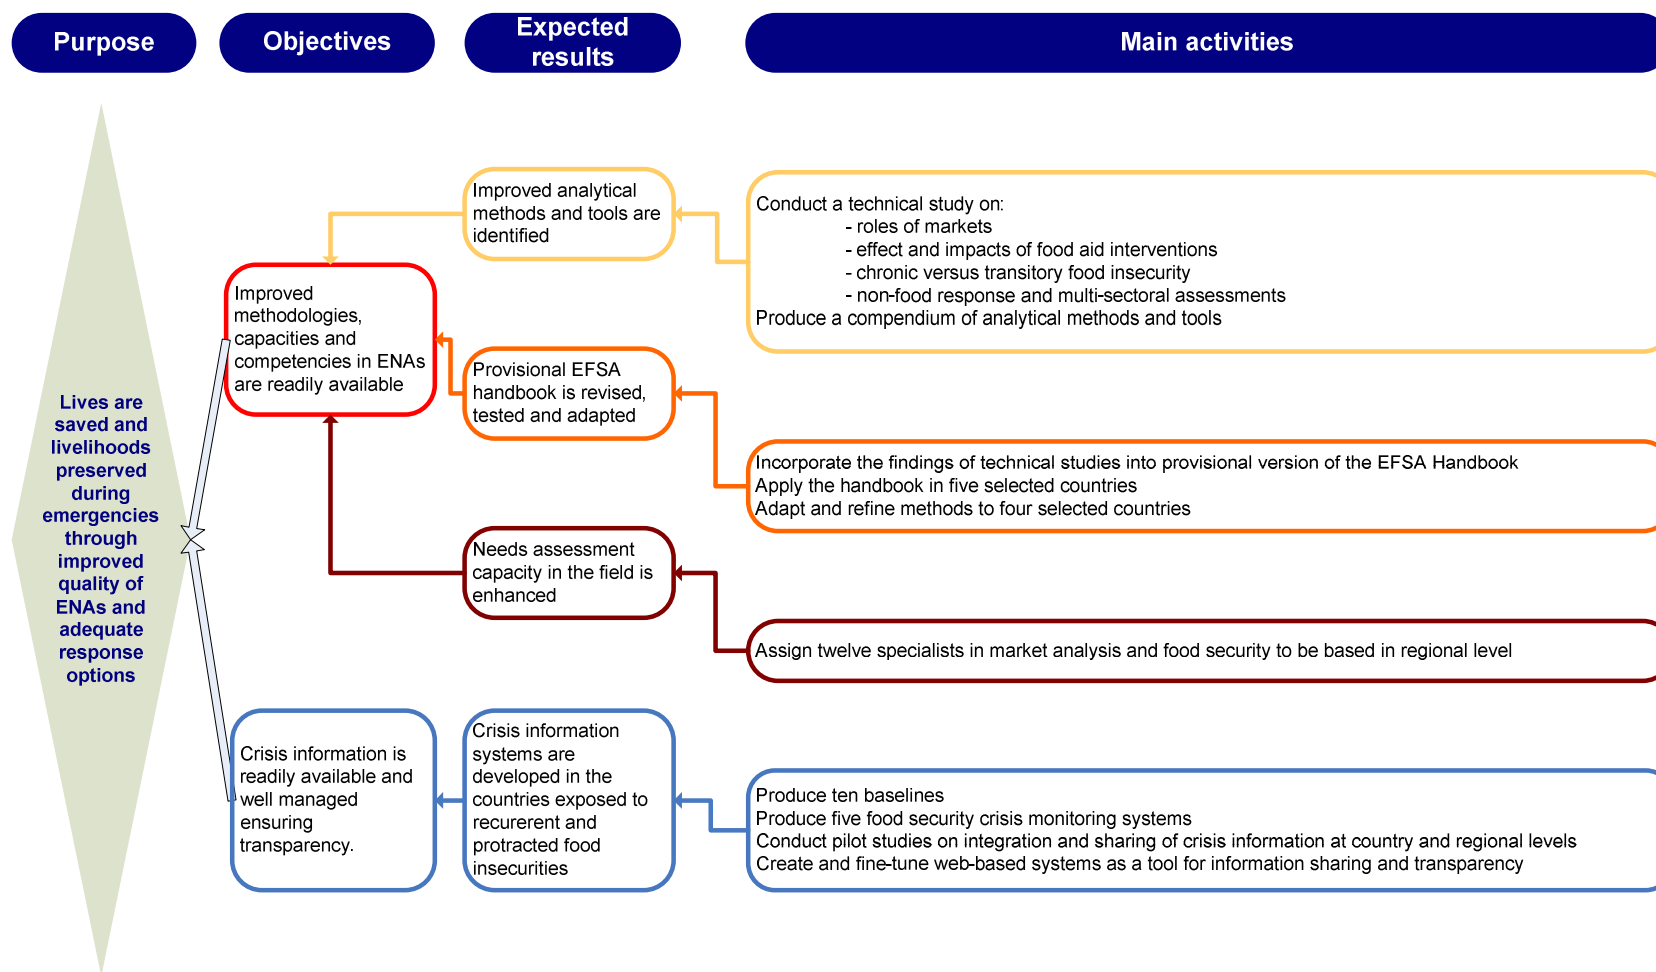 Purpose
Objectives
Expected
results
Main activities
Lives are
saved and
livelihoods
preserved
during
emergencies
through
improved
quality of
ENAs and
adequate
response
options
Improved
methodologies,
capacities and
competencies in ENAs
are readily available
Crisis information is
readily available and
well managed
ensuring
transparency.
Improved analytical
methods and tools are
identified
Provisional EFSA
handbook is revised,
tested and adapted
Needs assessment
capacity in the field is
enhanced
Crisis information
systems are
developed in the
countries exposed to
recurerent and
protracted food
insecurities
Conduct a technical study on:
- roles of markets
- effect and impacts of food aid interventions
- chronic versus transitory food insecurity
- non-food response and multi-sectoral assessments
Produce a compendium of analytical methods and tools
Incorporate the findings of technical studies into provisional version of the EFSA Handbook
Apply the handbook in five selected countries
Adapt and refine methods to four selected countries
Assign twelve specialists in market analysis and food security to be based in regional level
Produce ten baselines
Produce five food security crisis monitoring systems
Conduct pilot studies on integration and sharing of crisis information at country and regional levels
Create and fine-tune web-based systems as a tool for information sharing and transparency